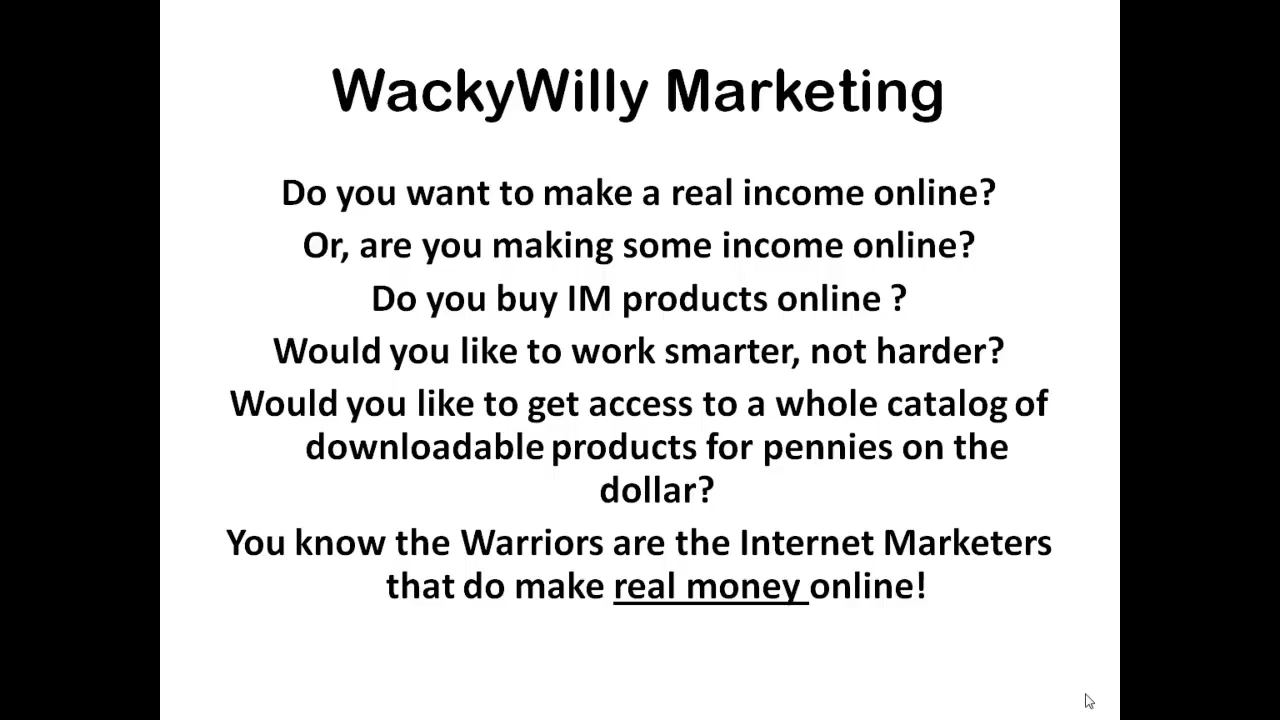 WackyWilly Marketing
Do you want to make a real income online?
Or, are you making some income online?
Do you buy IM products online ?
Would you like to work smarter, not harder?
Would you like to get access to a whole catalog of
downloadable products for pennies on the
dollar?
You know the Warriors are the Internet Marketers
that do make real money online!